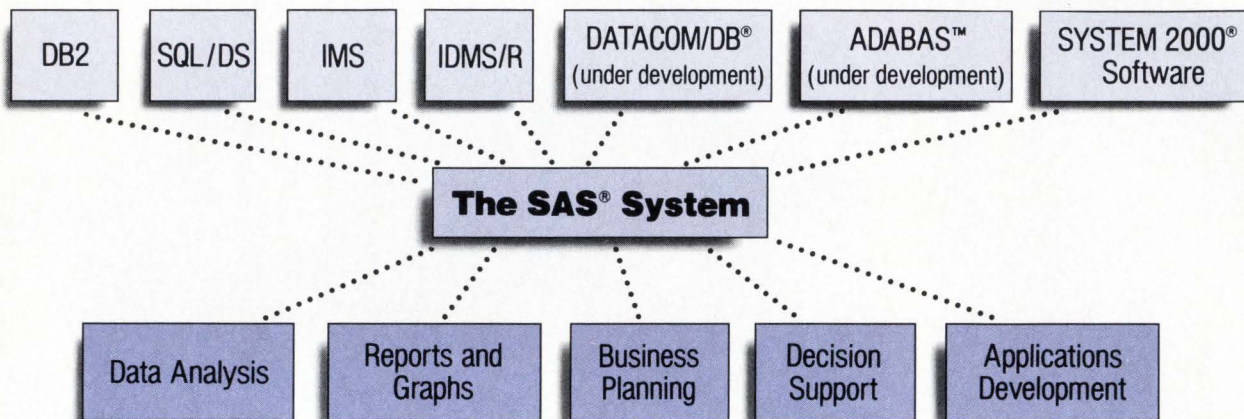 DB2
SQL/DS
IMS
IDMS/R
DATACOM/DB®
(under development)
ADABAS™
(under development)
SYSTEM 2000®
Software
The SAS® System
Data Analysis
Reports and
Graphs
Business
Planning
Decision
Support
Applications
Development